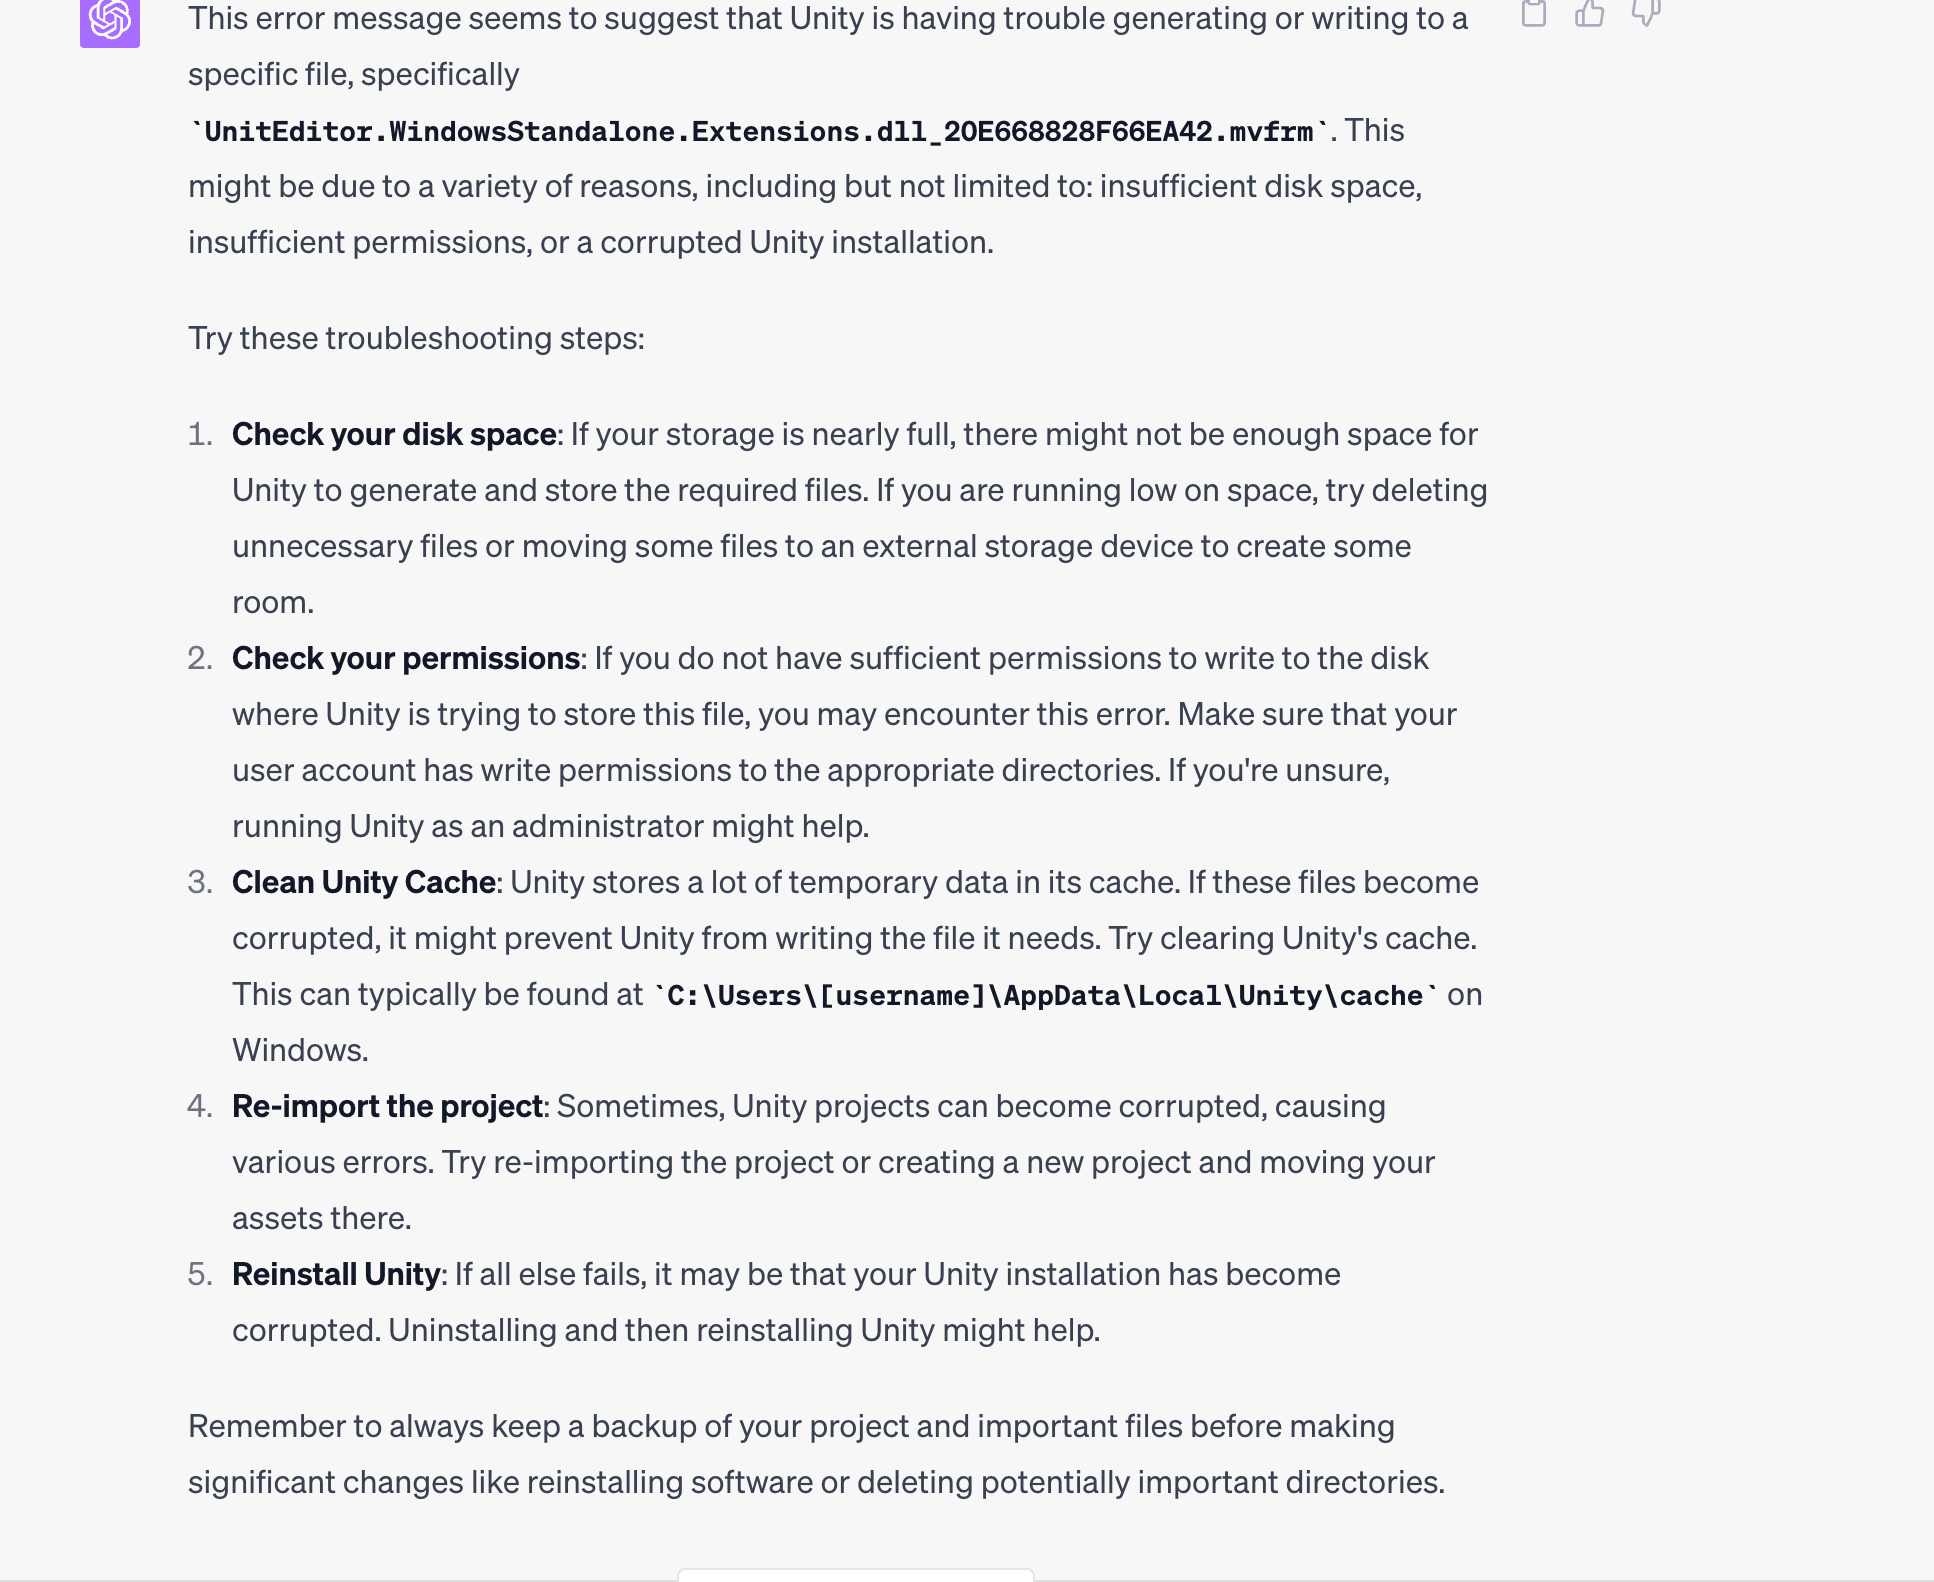 This error message seems to suggest that Unity is having trouble generating or writing to a
specific file, specifically
`UnitEditor.WindowsStandalone.Extensions.dll_20E668828F66EA42.mvfrm`. This
might be due to a variety of reasons, including but not limited to: insufficient disk space,
insufficient permissions, or a corrupted Unity installation.
Try these troubleshooting steps:
1. Check your disk space: If your storage is nearly full, there might not be enough space for
Unity to generate and store the required files. If you are running low on space, try deleting
unnecessary files or moving some files to an external storage device to create some
room.
2. Check your permissions: If you do not have sufficient permissions to write to the disk
where Unity is trying to store this file, you may encounter this error. Make sure that your
user account has write permissions to the appropriate directories. If you're unsure,
running Unity as an administrator might help.
3. Clean Unity Cache: Unity stores a lot of temporary data in its cache. If these files become
corrupted, it might prevent Unity from writing the file it needs. Try clearing Unity's cache.
This can typically be found at `C:\Users\[username]\AppData\Local\Unity\cache` on
Windows.
4. Re-import the project: Sometimes, Unity projects can become corrupted, causing
various errors. Try re-importing the project or creating a new project and moving your
assets there.
5. Reinstall Unity: If all else fails, it may be that your Unity installation has become
corrupted. Uninstalling and then reinstalling Unity might help.
Remember to always keep a backup of your project and important files before making
significant changes like reinstalling software or deleting potentially important directories.